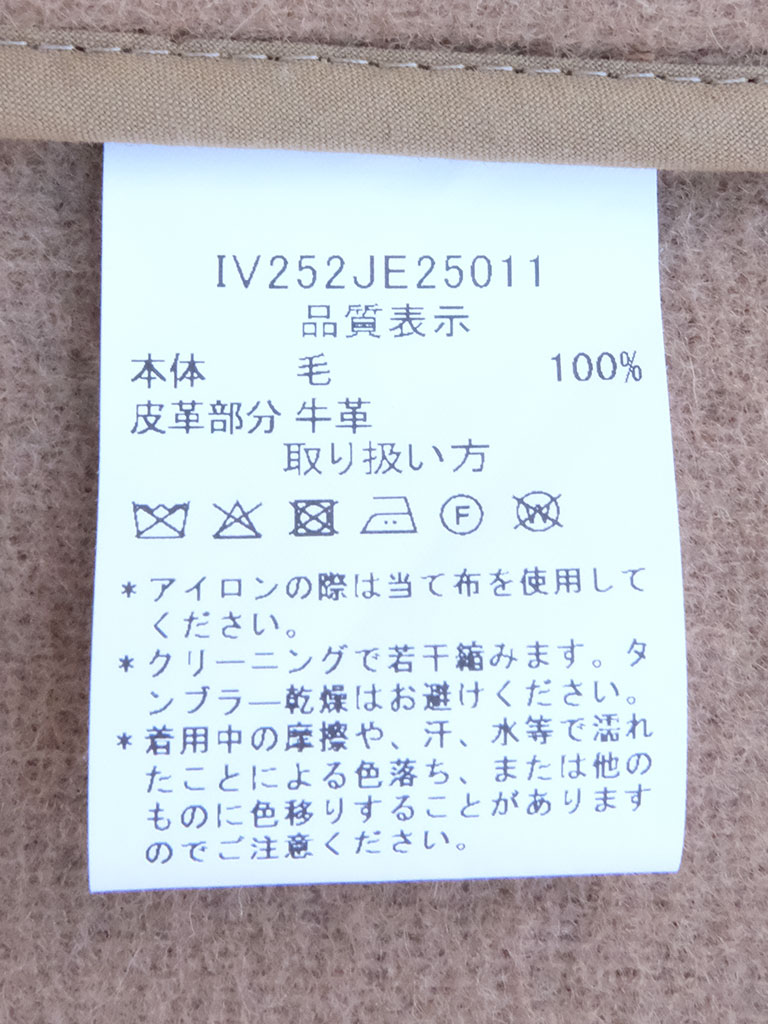 IV252JE25011
品質表示
本体 毛 100%
皮革部分 牛革
取り扱い方
F W
*アイロンの際は当て布を使用して
ください。
*クリーニングで若干縮みます。タ
ンブラー乾燥はお避けください。
*着用中の摩擦や、汗、水等で濡れ
たことによる色落ち、または他の
ものに色移りすることがあります
のでご注意ください。